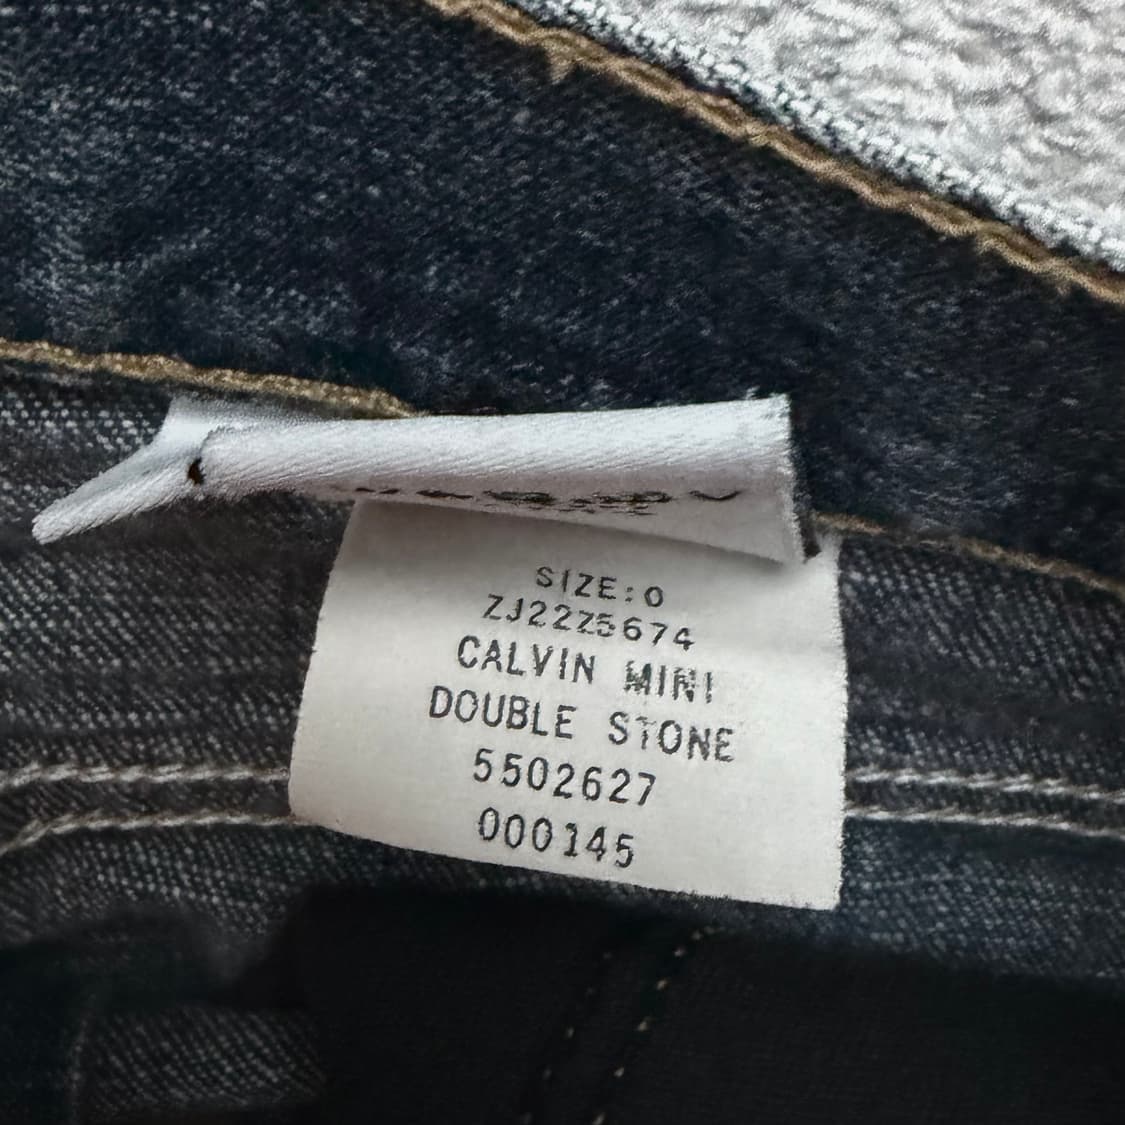 SIZE:0
ZJ22Z5674
CALVIN MINI
DOUBLE STONE
5502627
000145